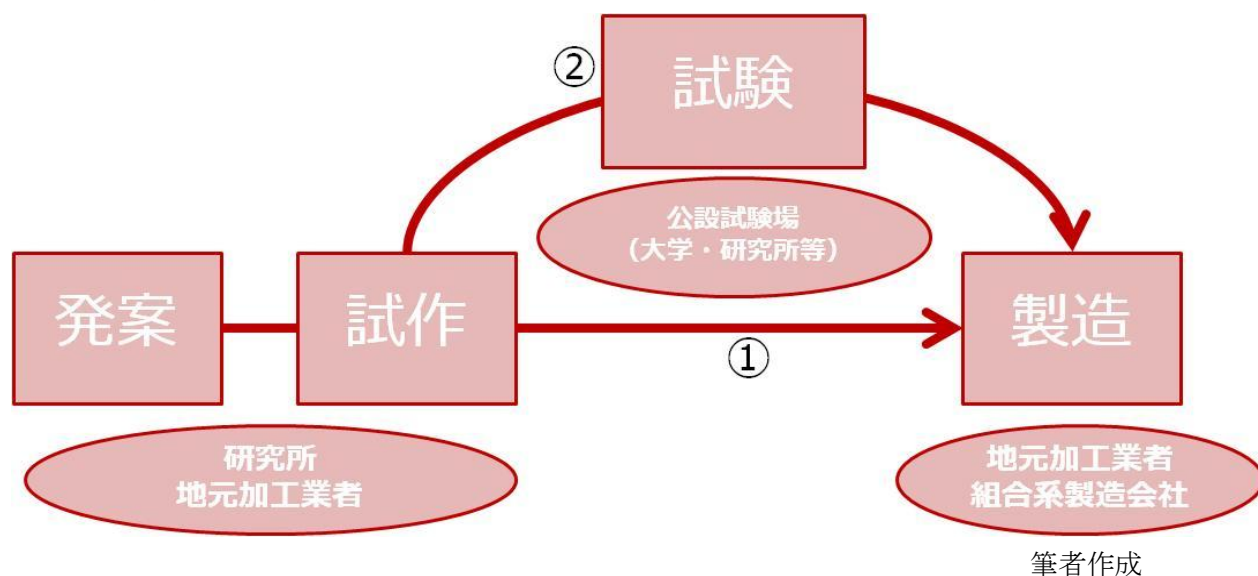 ②
試験
公設試験場
(大学・研究所等)
発案
試作
製造
①
研究所
地元加工業者
地元加工業者
組合系製造会社
筆者作成